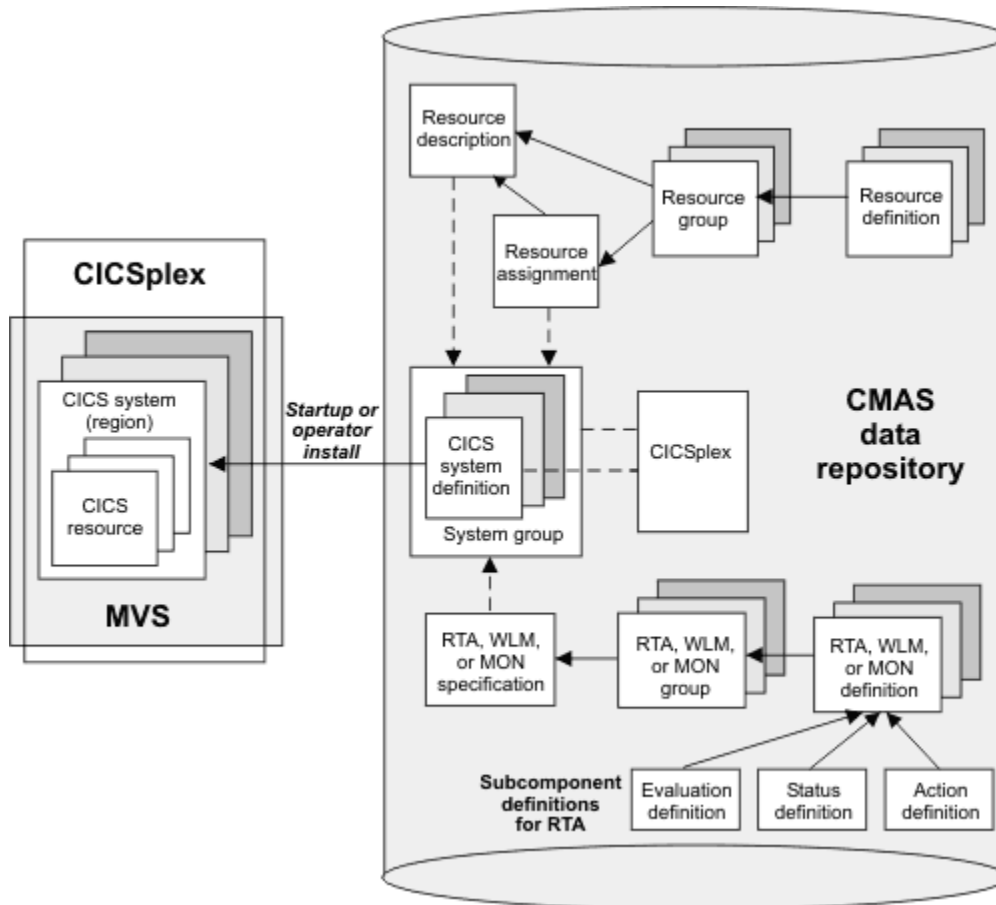 Resource
description
Resource
group
Resource
definition
Resource
assignment
CICSplex
CICS system
(region)
CICS
resource
MVS
Startup or
operator
install
CICS
system
definition
System group
CICSplex
CMAS
data
repository
RTA, WLM,
or MON
specification
RTA, WLM,
or MON
group
RTA, WLM,
or MON
definition
Subcomponent
definitions
for RTA
Evaluation
definition
Status
definition
Action
definition